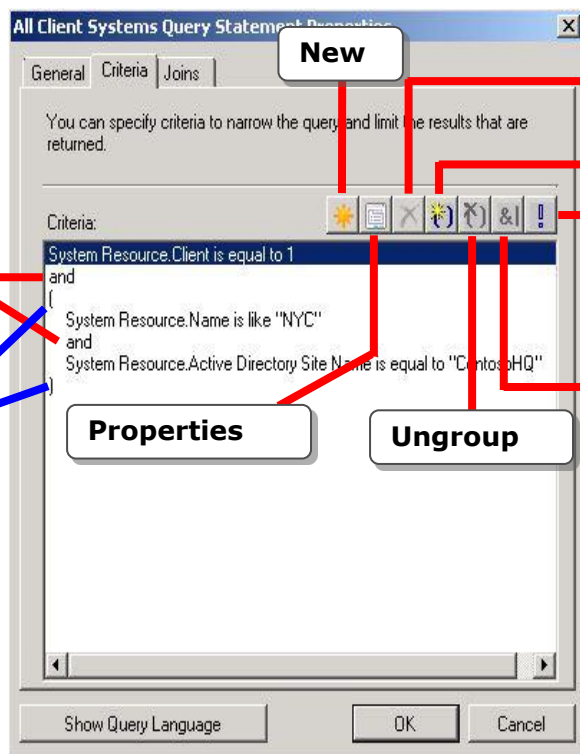 All Client Systems Query Statement Properties
New
General Criteria Joins
You can specify criteria to narrow the query and limit the results that are
returned.
Criteria:
&|
!
System Resource.Client is equal to 1
and
(
System Resource.Name is like "NYC"
and
System Resource.Active Directory Site Name is equal to "ContosoHQ"
)
Properties
Ungroup
Show Query Language
OK
Cancel